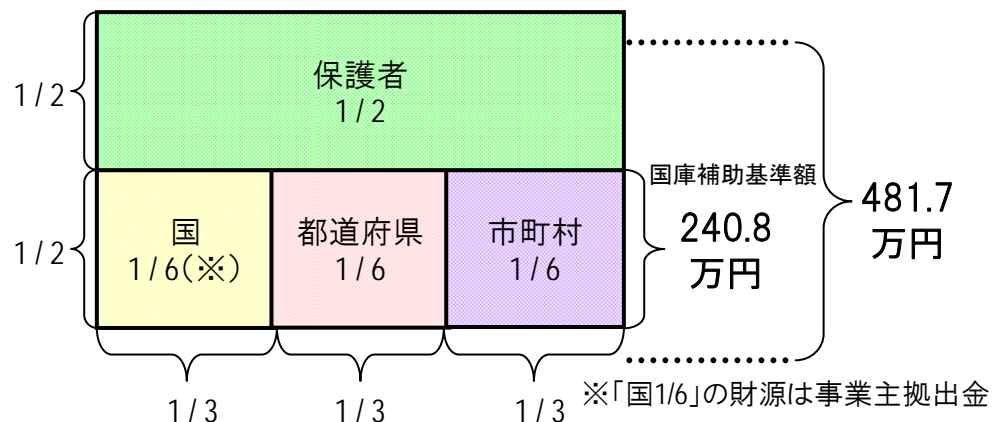 保護者
1/2
1/2
国庫補助基準額
481.7
万円
240.8
万円
1/2
国
1/6(※)
都道府県
1/6
市町村
1/6
1/3
1/3
1/3
※「国1/6」の財源は事業主拠出金